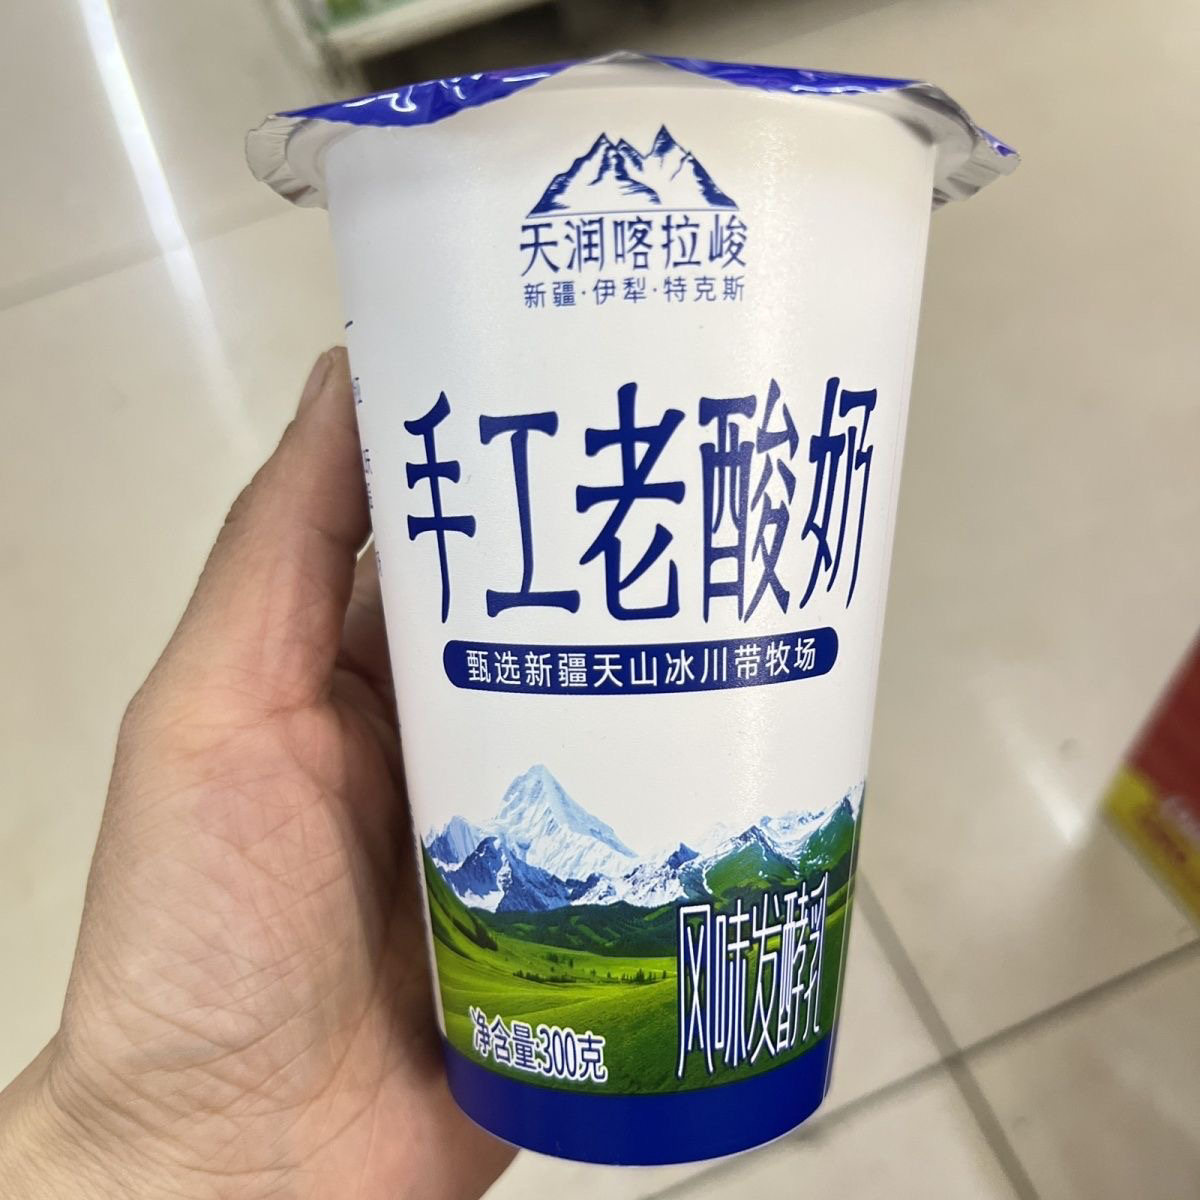 天润喀拉峻
新疆·伊犁·特克斯
手工老酸奶
甄选新疆天山冰川带牧场
风味发酵乳
净含量:300克